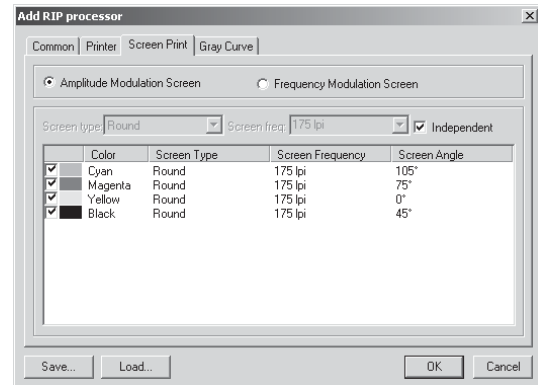 Add RIP processor
Common Printer Screen Print Gray Curve
Amplitude Modulation Screen Frequency Modulation Screen
Screen type: Round Screen freq: 175 lpi Independent
Color Screen Type Screen Frequency Screen Angle
Cyan Round 175 lpi 105°
Magenta Round 175 lpi 75°
Yellow Round 175 lpi 0°
Black Round 175 lpi 45°
Save... Load... OK Cancel